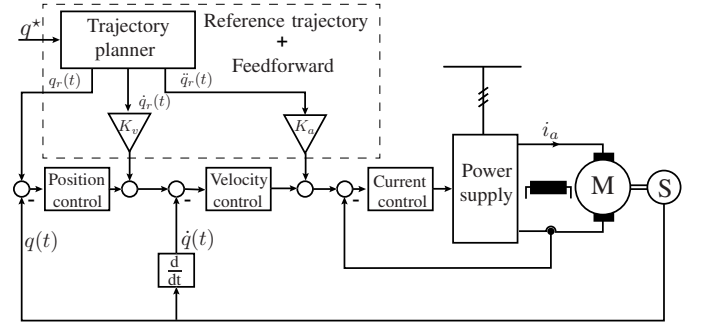 q*
Trajectory
planner
Reference trajectory
+
Feedforward
q_r(t)
q̇_r(t)
q̈_r(t)
K_v
K_a
i_a
Position
control
Velocity
control
Current
control
Power
supply
M
S
-
-
-
q(t)
q̇(t)
d
dt